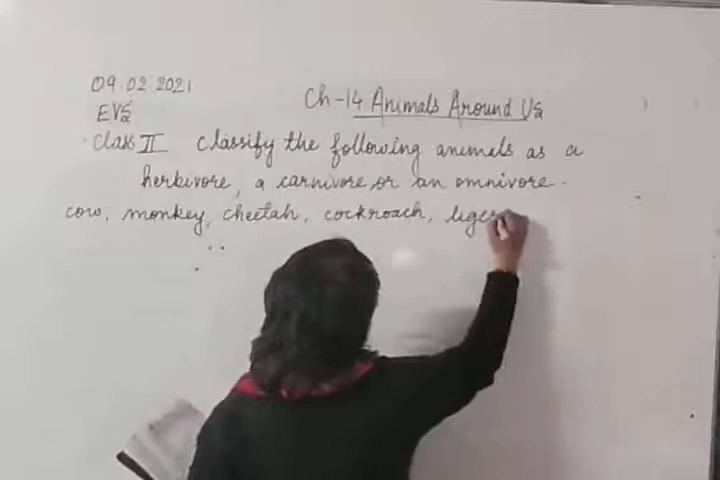 09.02.2021
Ch-14 Animals Around Us
EVS
Class II Classify the following animals as a
herbivore, a carnivore or an omnivore.
cow, monkey, cheetah, cockroach,